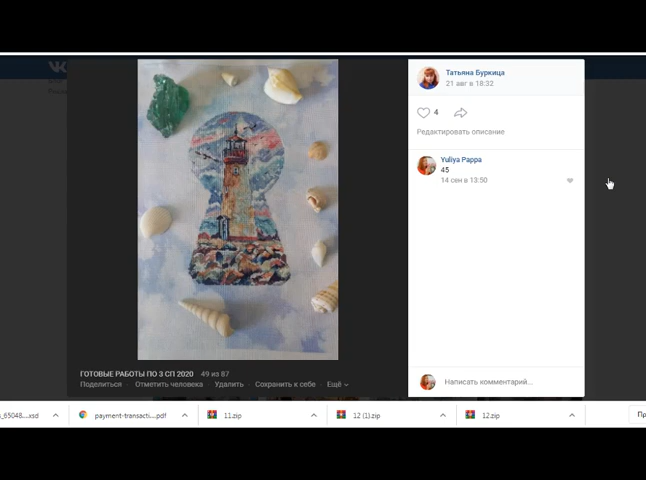 Татьяна Буркица
21 авг в 18:32
4
Редактировать описание
Yuliya Pappa
45
14 сен в 13:50
ГОТОВЫЕ РАБОТЫ ПО 3 СП 2020 49 из 87
Поделиться · Отметить человека · Удалить · Сохранить к себе · Ещё
Написать комментарий...
s_65048....xsd payment-transacti....pdf 11.zip 12 (1).zip 12.zip